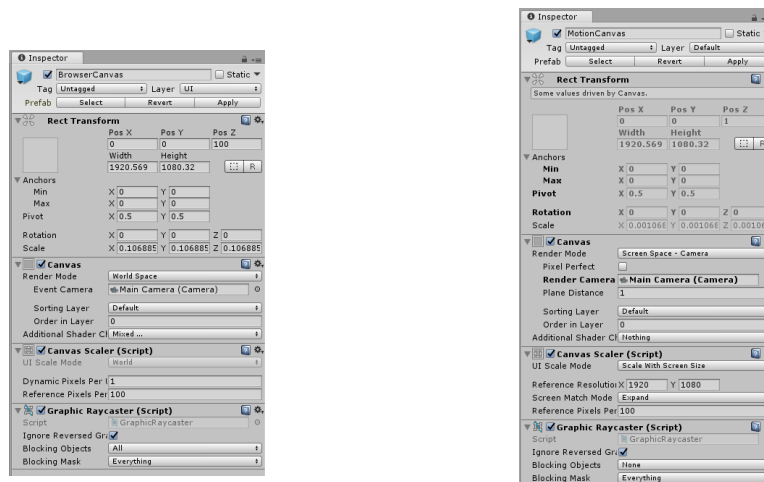 Inspector
BrowserCanvas Static
Tag Untagged Layer UI
Prefab Select Revert Apply
Rect Transform
Pos X Pos Y Pos Z
0 0 100
Width Height
1920.569 1080.32 R
Anchors
Min X 0 Y 0
Max X 0 Y 0
Pivot X 0.5 Y 0.5
Rotation X 0 Y 0 Z 0
Scale X 0.106885 Y 0.106885 Z 0.106885
Canvas
Render Mode World Space
Event Camera Main Camera (Camera)
Sorting Layer Default
Order in Layer 0
Additional Shader Cl Mixed ...
Canvas Scaler (Script)
UI Scale Mode World
Dynamic Pixels Per U 1
Reference Pixels Per 100
Graphic Raycaster (Script)
Script GraphicRaycaster
Ignore Reversed Gra
Blocking Objects All
Blocking Mask Everything
Inspector
MotionCanvas Static
Tag Untagged Layer Default
Prefab Select Revert Apply
Rect Transform
Some values driven by Canvas.
Pos X Pos Y Pos Z
0 0 1
Width Height
1920.569 1080.32 R
Anchors
Min X 0 Y 0
Max X 0 Y 0
Pivot X 0.5 Y 0.5
Rotation X 0 Y 0 Z 0
Scale X 0.00106 Y 0.00106 Z 0.00106
Canvas
Render Mode Screen Space - Camera
Pixel Perfect
Render Camera Main Camera (Camera)
Plane Distance 1
Sorting Layer Default
Order in Layer 0
Additional Shader Cl Nothing
Canvas Scaler (Script)
UI Scale Mode Scale With Screen Size
Reference Resolution X 1920 Y 1080
Screen Match Mode Expand
Reference Pixels Per 100
Graphic Raycaster (Script)
Script GraphicRaycaster
Ignore Reversed Gra
Blocking Objects None
Blocking Mask Everything